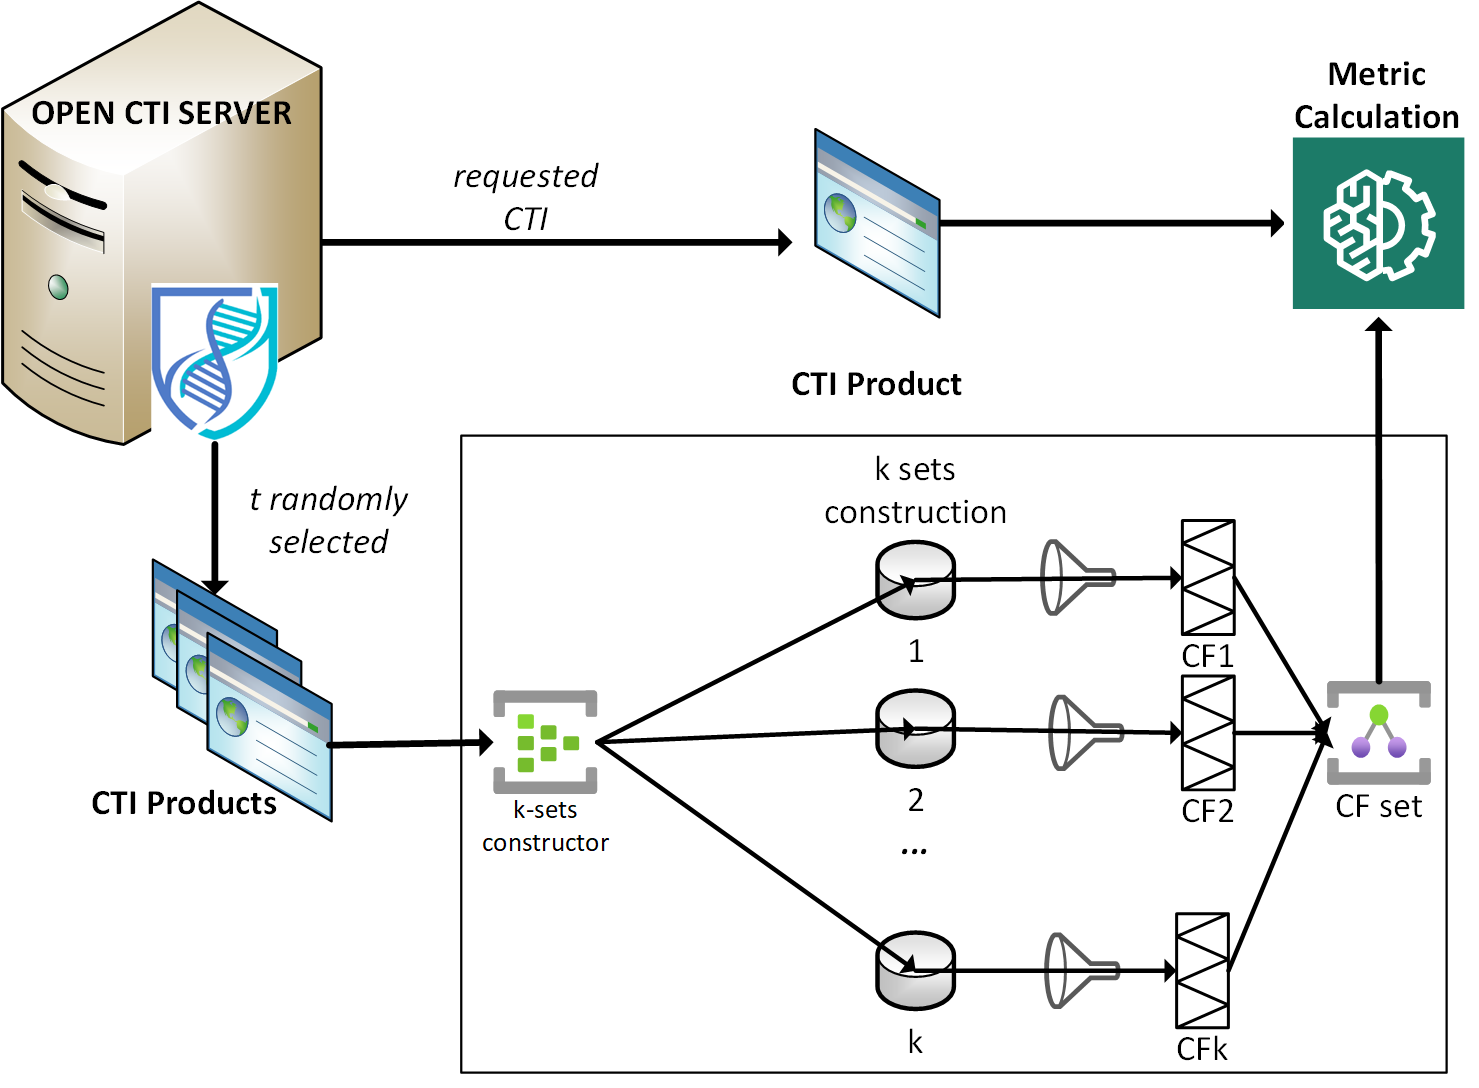 OPEN CTI SERVER
requested
CTI
Metric
Calculation
CTI Product
t randomly
selected
CTI Products
k-sets
constructor
k sets
construction
1
CF1
2
CF2
...
k
CFk
CF set